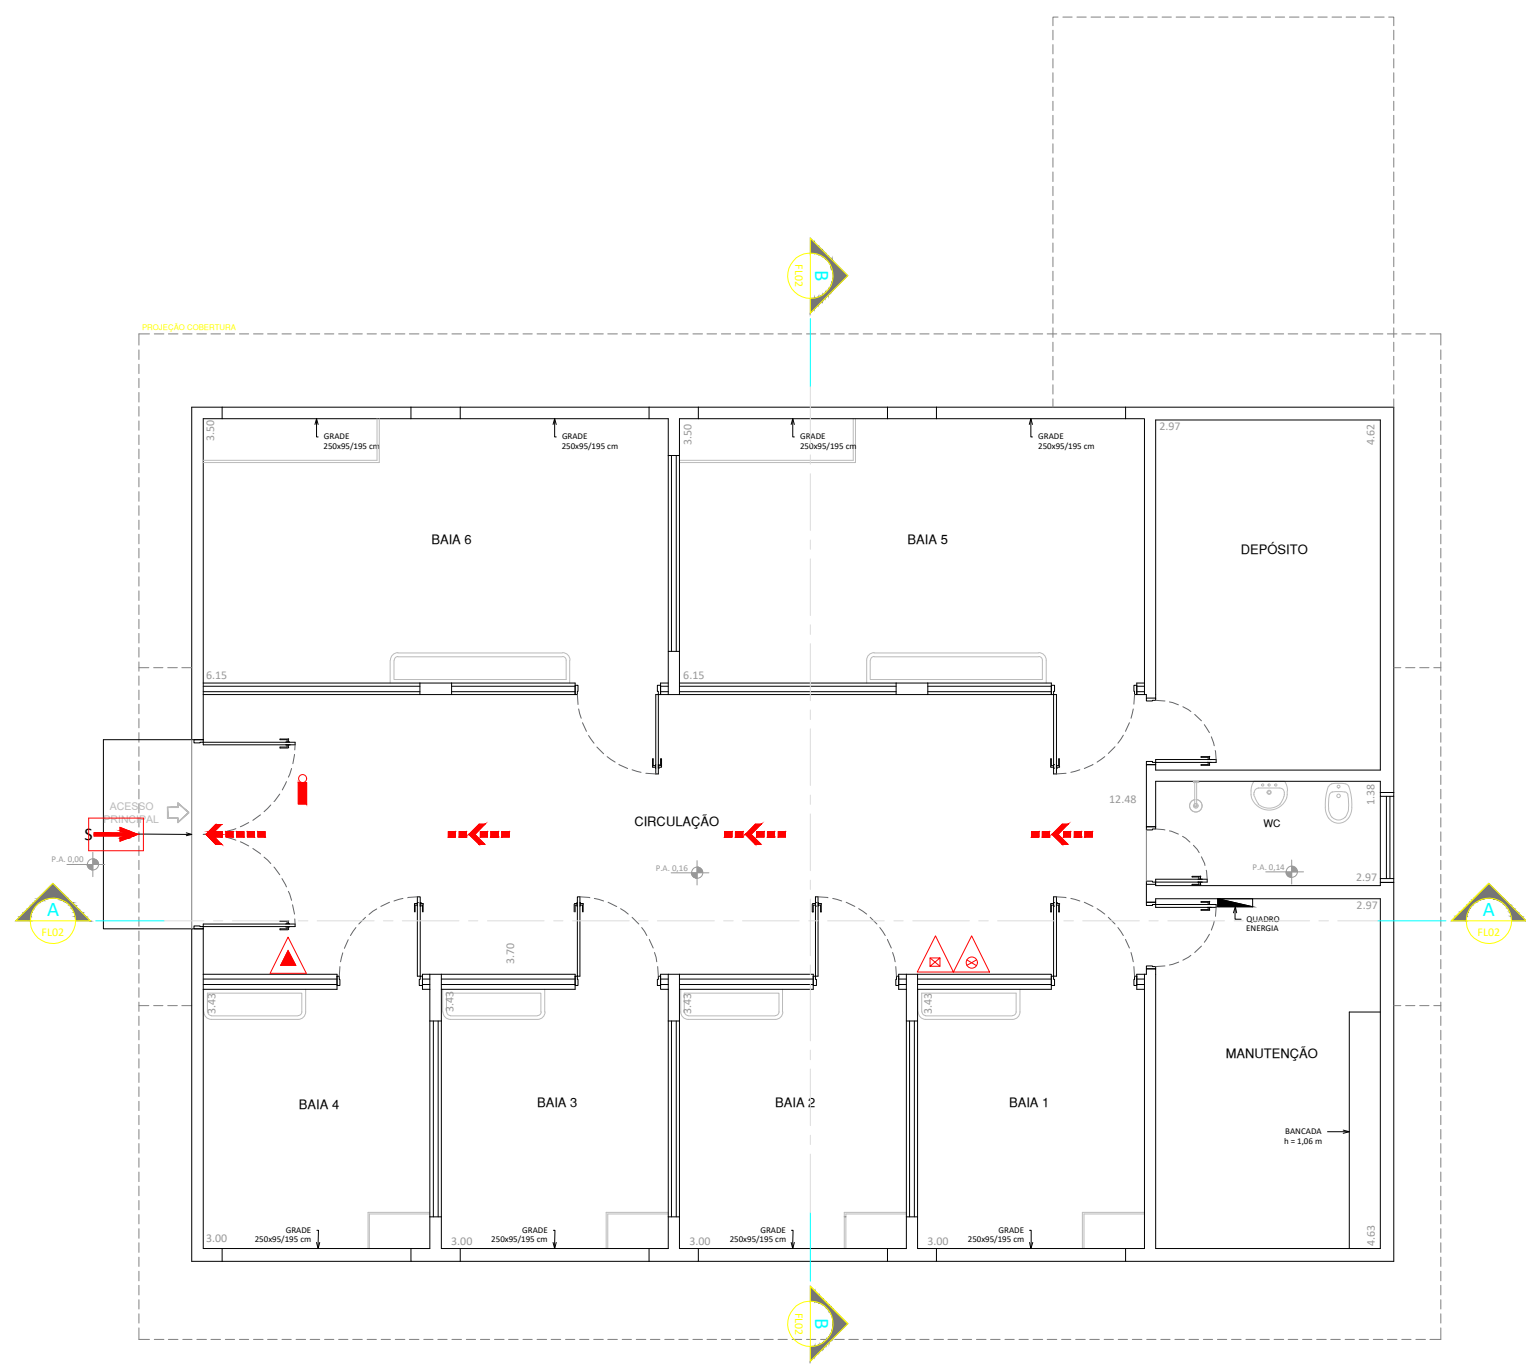 B
FL02
PROJEÇÃO COBERTURA
3.50
GRADE
250x95/195 cm
GRADE
250x95/195 cm
3.50
GRADE
250x95/195 cm
GRADE
250x95/195 cm
2.97
4.62
BAIA 6
BAIA 5
DEPÓSITO
6.15
6.15
ACESSO
PRINCIPAL
S
P.A. 0,00
CIRCULAÇÃO
P.A. 0,16
12.48
1.38
WC
P.A. 0,14
2.97
A
FL02
2.97
QUADRO
ENERGIA
A
FL02
3.70
3.43
3.43
3.43
3.43
MANUTENÇÃO
BAIA 4
BAIA 3
BAIA 2
BAIA 1
BANCADA
h = 1,06 m
3.00
GRADE
250x95/195 cm
3.00
GRADE
250x95/195 cm
3.00
GRADE
250x95/195 cm
3.00
GRADE
250x95/195 cm
4.63
B
FL02